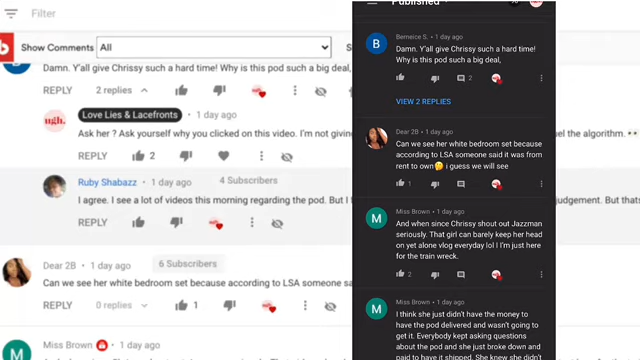 Filter
Show Comments
All
Damn. Y'all give Chrissy such a hard time! Why is this pod such a big deal,
REPLY
2 replies
ugh.
Love Lies & Lacefronts
• 1 day ago
Ask her ? Ask yourself why you clicked on this video. I'm not giving
el the algorithm.
REPLY
2
Ruby Shabazz
• 1 day ago
4 Subscribers
I agree. I see a lot of videos this morning regarding the pod. But I
judgement. But thats
REPLY
Dear 2B • 1 day ago
6 Subscribers
Can we see her white bedroom set because according to LSA someone sa
REPLY
0 replies
1
M
Miss Brown
• 1 day ago
Published
B
Berneice S. • 1 day ago
Damn. Y'all give Chrissy such a hard time!
Why is this pod such a big deal,
2
VIEW 2 REPLIES
Dear 2B • 1 day ago
Can we see her white bedroom set because
according to LSA someone said it was from
rent to own🤔 i guess we will see
1
M
Miss Brown • 1 day ago
And when since Chrissy shout out Jazzman
seriously. That girl can barely keep her head
on yet alone vlog everyday lol I I'm just here
for the train wreck.
2
M
Miss Brown • 1 day ago
I think she just didn't have the money to
have the pod delivered and wasn't going to
get it. Everybody kept asking questions
about the pod and she just broke down and
paid to have it shipped. She knew she didn't